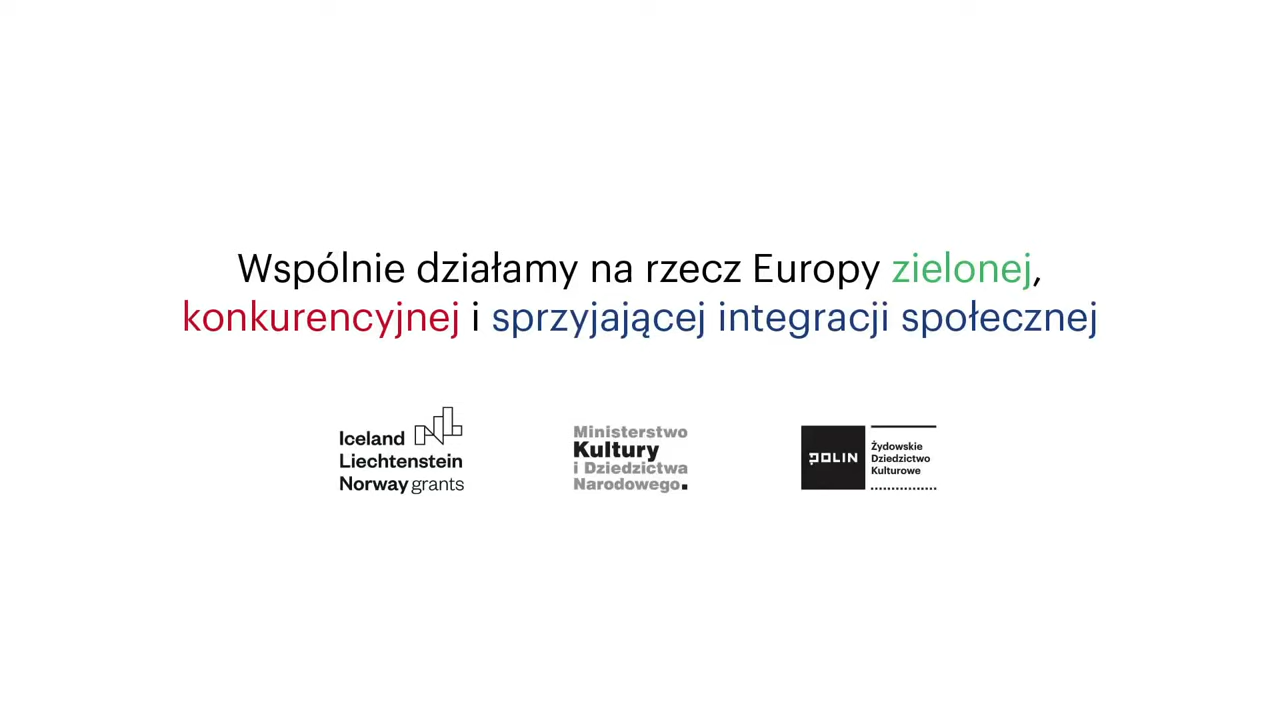 Wspólnie działamy na rzecz Europy zielonej,
konkurencyjnej i sprzyjającej integracji społecznej
Iceland
Liechtenstein
Norway grants
Ministerstwo
Kultury
i Dziedzictwa
Narodowego.
POLIN
Żydowskie
Dziedzictwo
Kulturowe